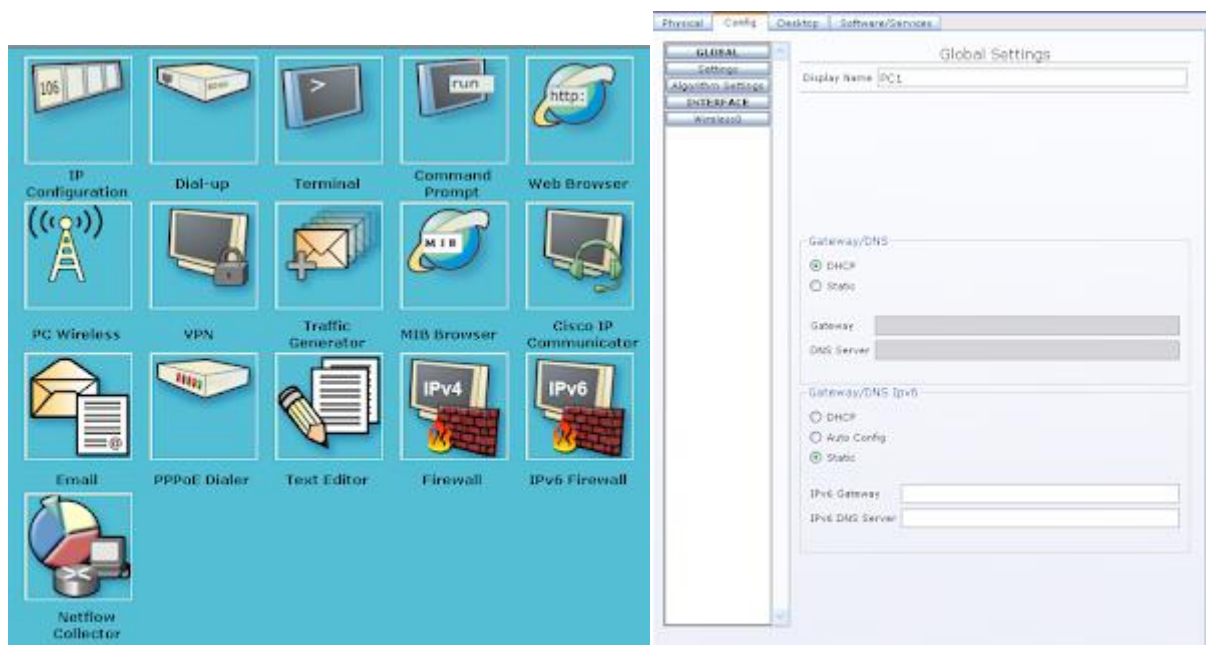 106
>
run
http:
IP
Configuration
Dial-up
Terminal
Command
Prompt
Web Browser
MIB
PC Wireless
VPN
Traffic
Generator
MIB Browser
Cisco IP
Communicator
@
IPv4
IPv6
Email
PPPoE Dialer
Text Editor
Firewall
IPv6 Firewall
Netflow
Collector
Physical Config Desktop Software/Services
GLOBAL
Settings
Algorithm Settings
INTERFACE
Wireless0
Global Settings
Display Name PC1
Gateway/DNS
DHCP
Static
Gateway
DNS Server
Gateway/DNS Ipv6
DHCP
Auto Config
Static
IPv6 Gateway
IPv6 DNS Server